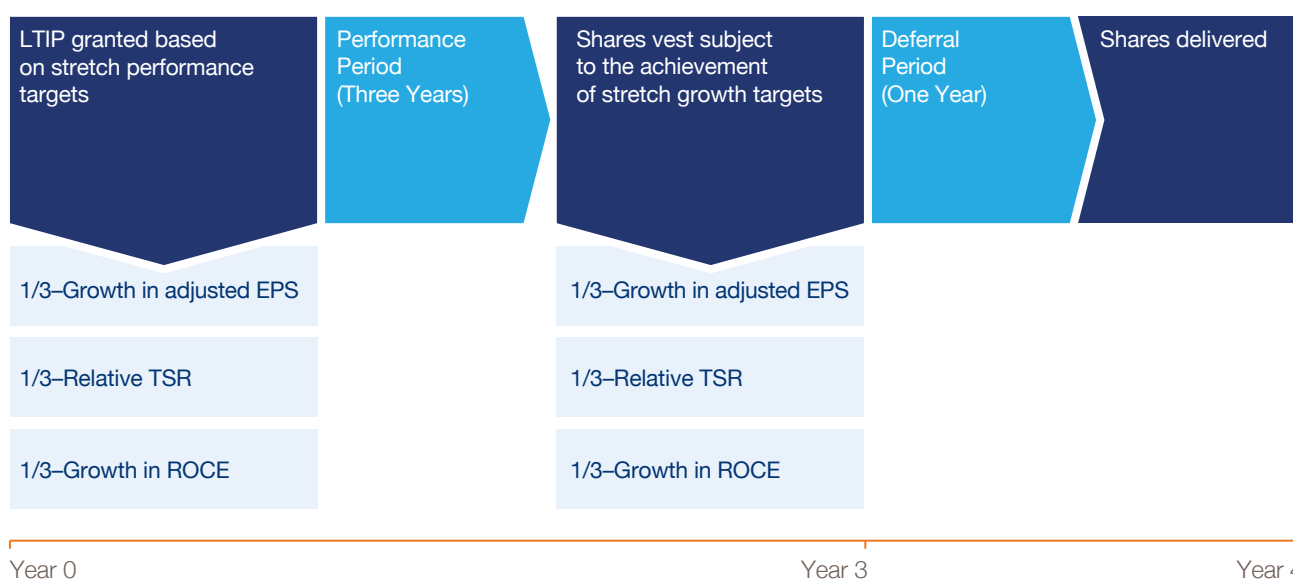 LTIP granted based
on stretch performance
targets
Performance
Period
(Three Years)
Shares vest subject
to the achievement
of stretch growth targets
Deferral
Period
(One Year)
Shares delivered
1/3–Growth in adjusted EPS
1/3–Growth in adjusted EPS
1/3–Relative TSR
1/3–Relative TSR
1/3–Growth in ROCE
1/3–Growth in ROCE
Year 0
Year 3
Year 4